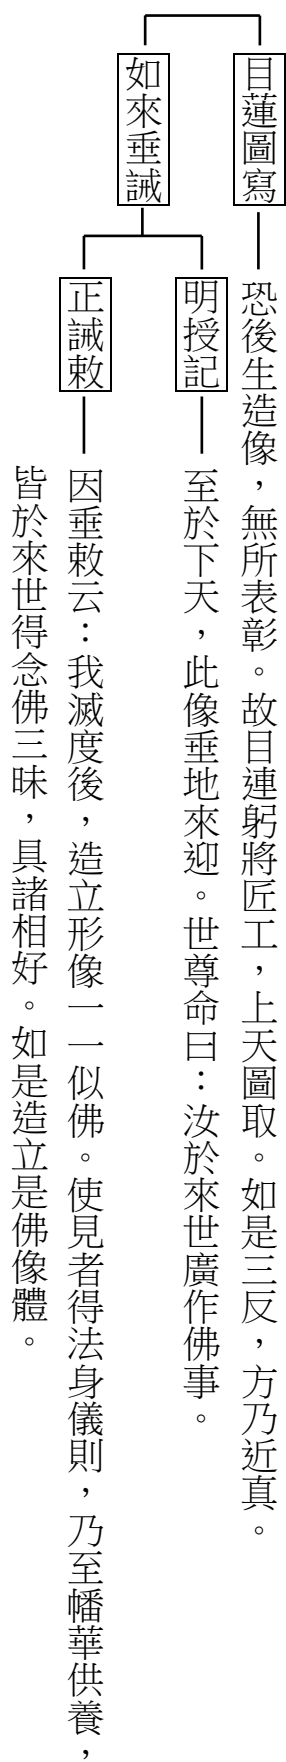 目蓮圖寫
恐後生造像，無所表彰。故目連躬將匠工，上天圖取。如是三反，方乃近真。
如來垂誡
明授記
至於下天，此像垂地來迎。世尊命曰：汝於來世廣作佛事。
正誡敕
因垂敕云：我滅度後，造立形像一一似佛。使見者得法身儀則，乃至幡華供養，
皆於來世得念佛三昧，具諸相好。如是造立是佛像體。